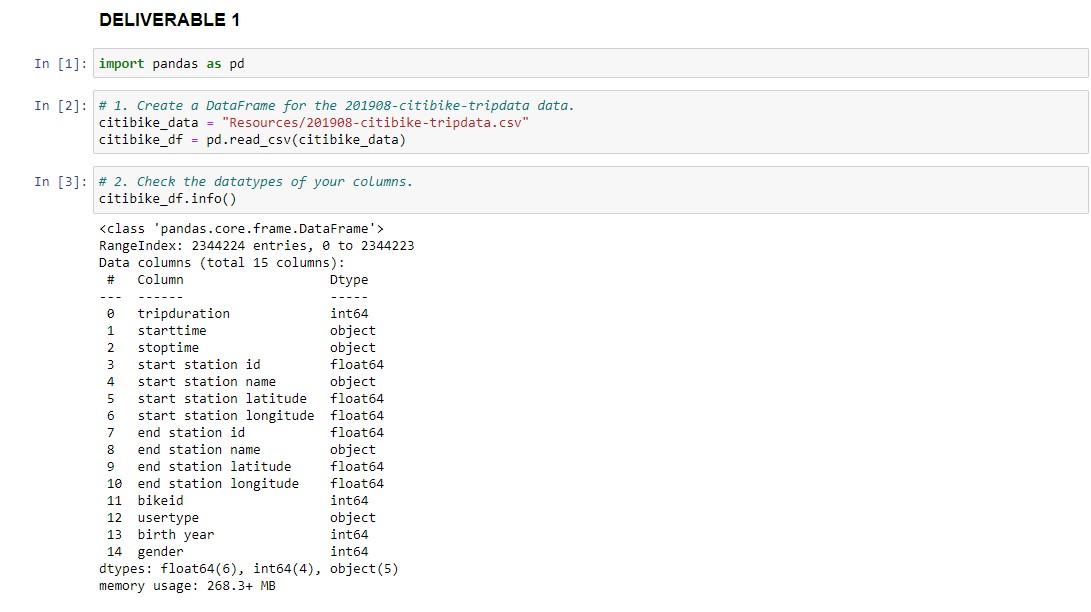 DELIVERABLE 1
In [1]: import pandas as pd
In [2]: # 1. Create a DataFrame for the 201908-citibike-tripdata data.
citibike_data = "Resources/201908-citibike-tripdata.csv"
citibike_df = pd.read_csv(citibike_data)
In [3]: # 2. Check the datatypes of your columns.
citibike_df.info()
<class 'pandas.core.frame.DataFrame'>
RangeIndex: 2344224 entries, 0 to 2344223
Data columns (total 15 columns):
 #   Column                   Dtype
---  ------                   -----
 0   tripduration             int64
 1   starttime                object
 2   stoptime                 object
 3   start station id         float64
 4   start station name       object
 5   start station latitude   float64
 6   start station longitude  float64
 7   end station id           float64
 8   end station name         object
 9   end station latitude     float64
 10  end station longitude    float64
 11  bikeid                   int64
 12  usertype                 object
 13  birth year               int64
 14  gender                   int64
dtypes: float64(6), int64(4), object(5)
memory usage: 268.3+ MB